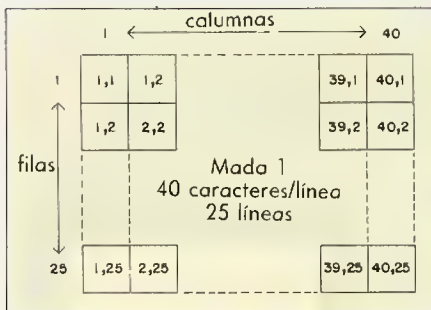 calumnas
1 40
1 1,1 1,2 39,1 40,1
1,2 2,2 39,2 40,2
filas
Mada 1
40 caracteres/línea
25 líneas
25 1,25 2,25 39,25 40,25